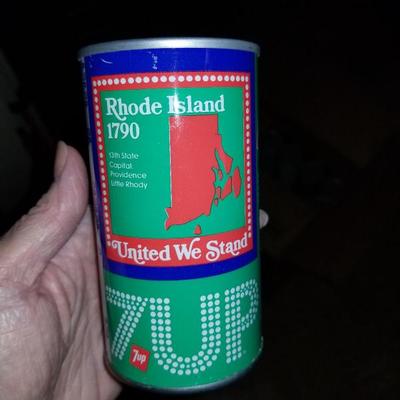 Rhode Island
1790
13th State
Capital:
Providence
Little Rhody
United We Stand
7UP
7up